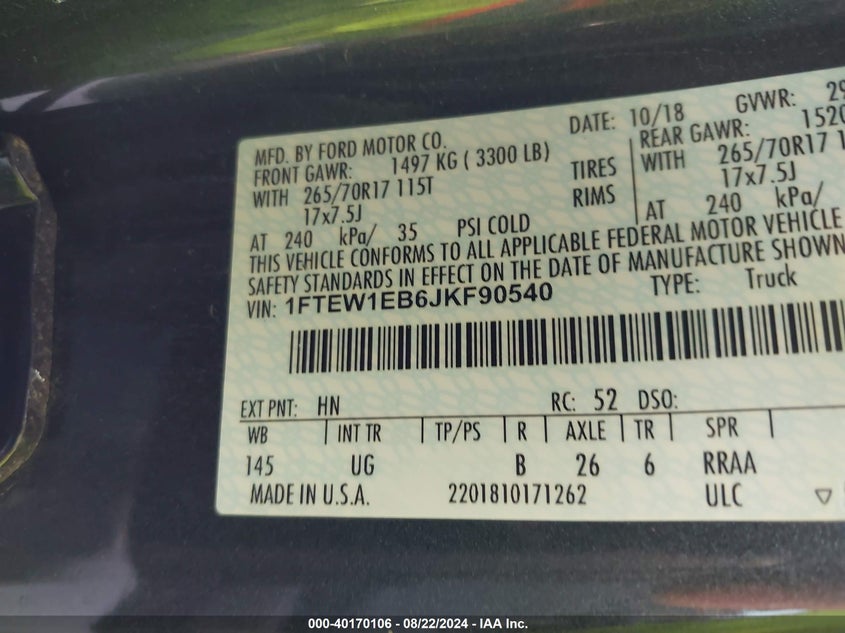 MFD. BY FORD MOTOR CO.
DATE: 10/18 GVWR: 29
FRONT GAWR: 1497 KG ( 3300 LB)
REAR GAWR: 1520
WITH 265/70R17 115T TIRES WITH 265/70R17 1
17x7.5J RIMS 17x7.5J
AT 240 kPa/ 35 PSI COLD AT 240 kPa/
THIS VEHICLE CONFORMS TO ALL APPLICABLE FEDERAL MOTOR VEHICLE
SAFETY STANDARDS IN EFFECT ON THE DATE OF MANUFACTURE SHOWN
VIN: 1FTEW1EB6JKF90540 TYPE: Truck
EXT PNT: HN RC: 52 DSO:
WB INT TR TP/PS R AXLE TR SPR
145 UG B 26 6 RRAA
MADE IN U.S.A. 2201810171262 ULC
000-40170106 - 08/22/2024 - IAA Inc.